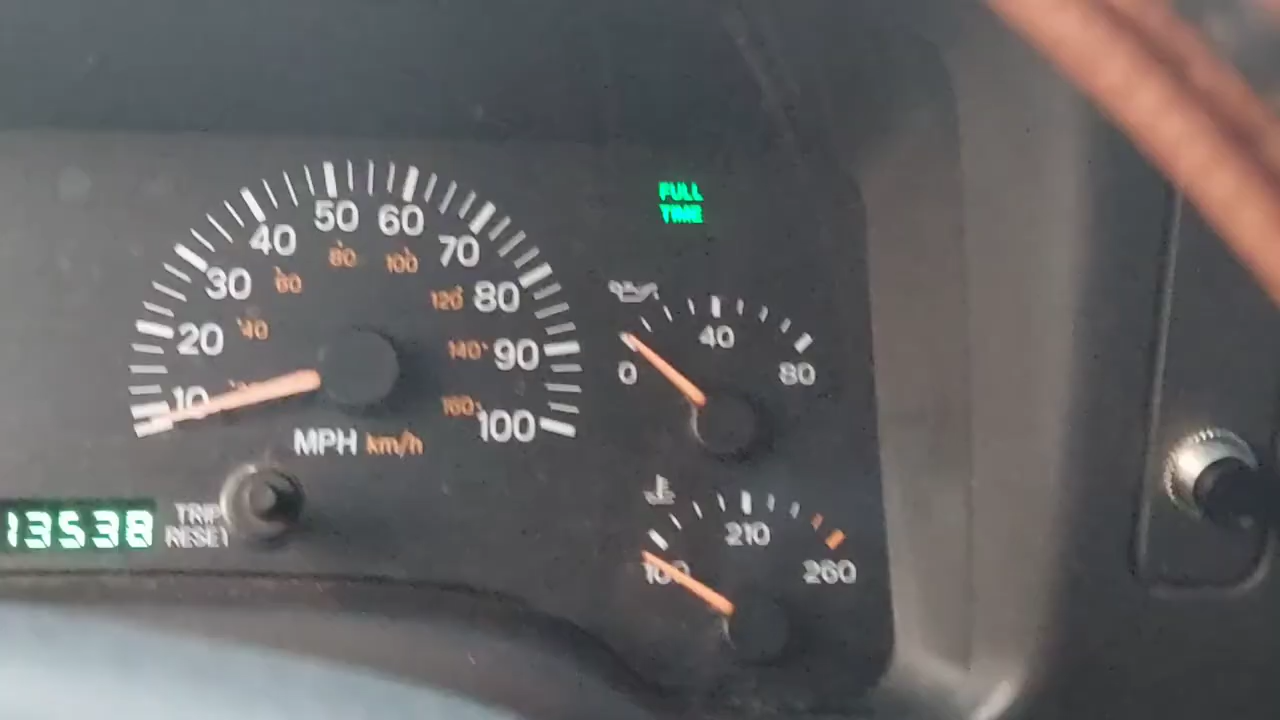 FULL
TIME
50 60
40 70
80 100
30 60 120 80
20 40 140 90
10
160 100
MPH km/h
0 40 80
13538 TRIP
RESET
210
100 260